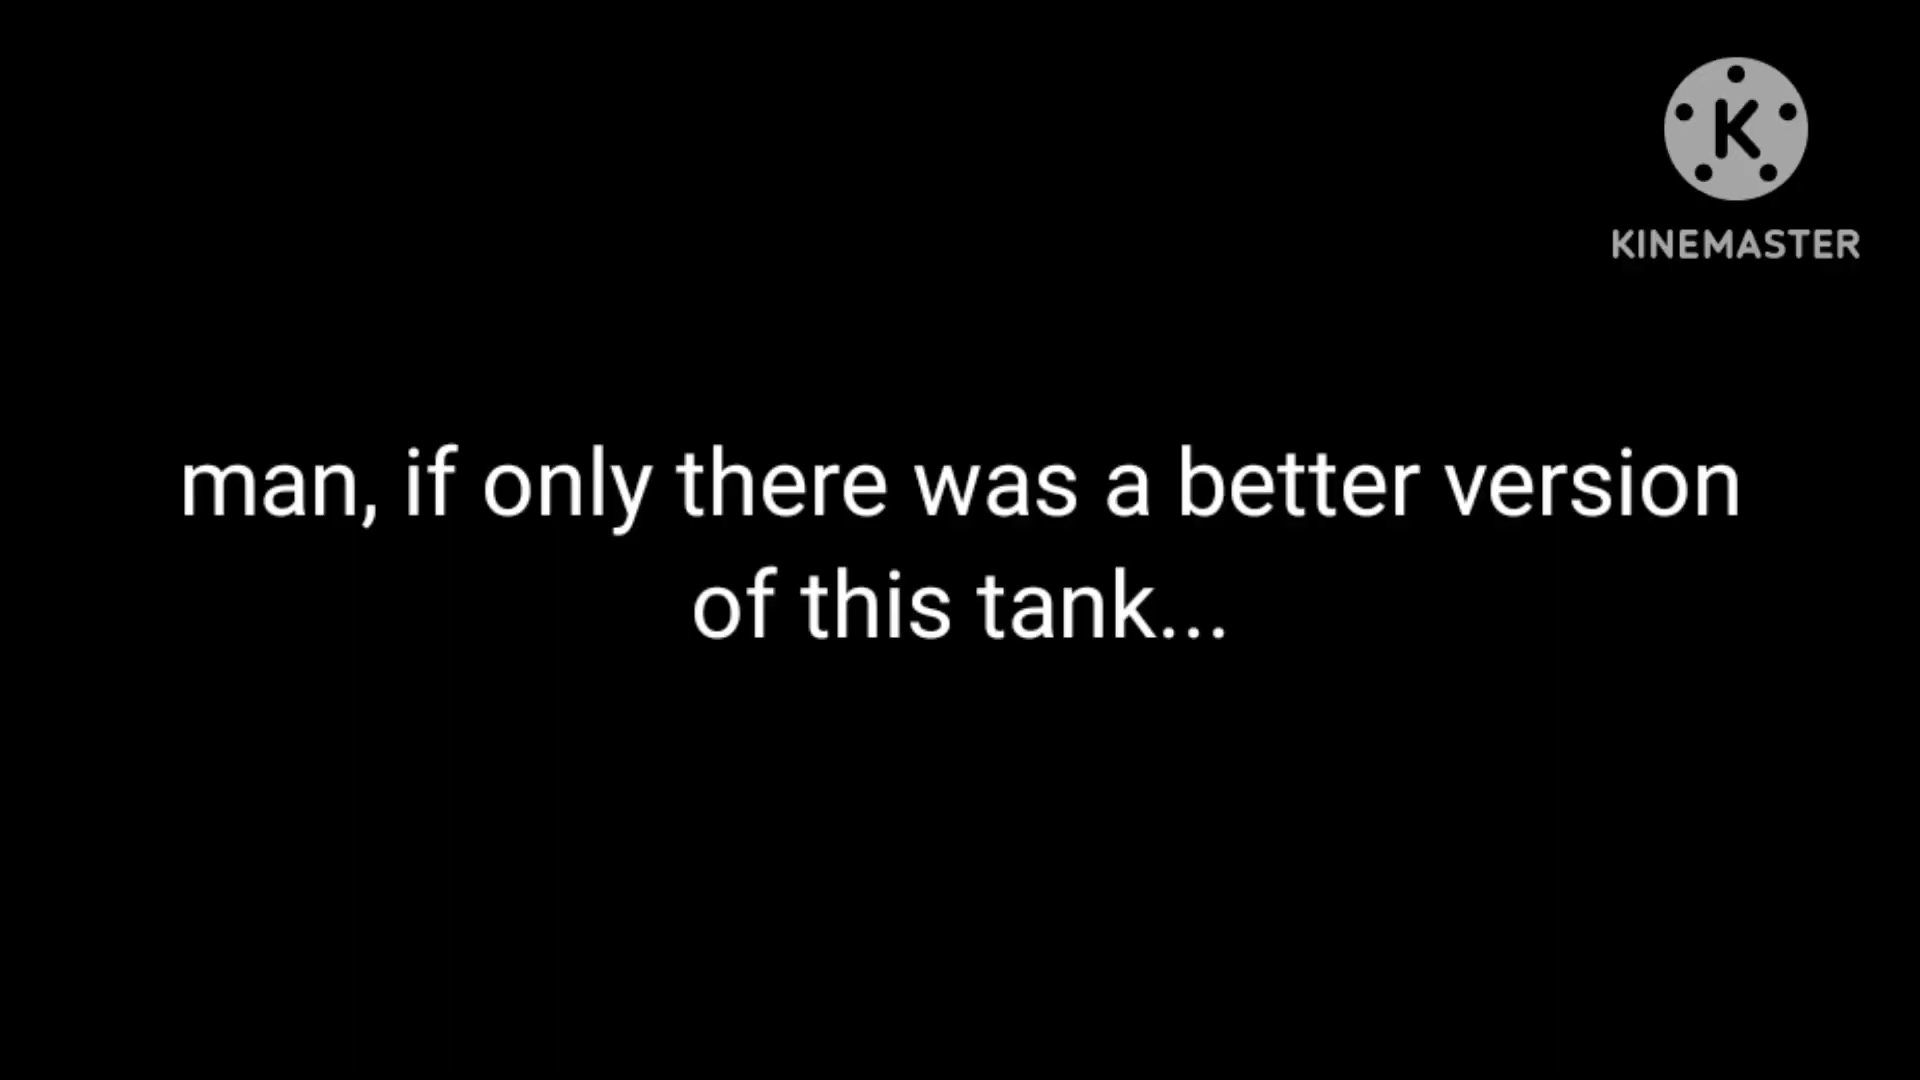 K
KINEMASTER
man, if only there was a better version
of this tank...